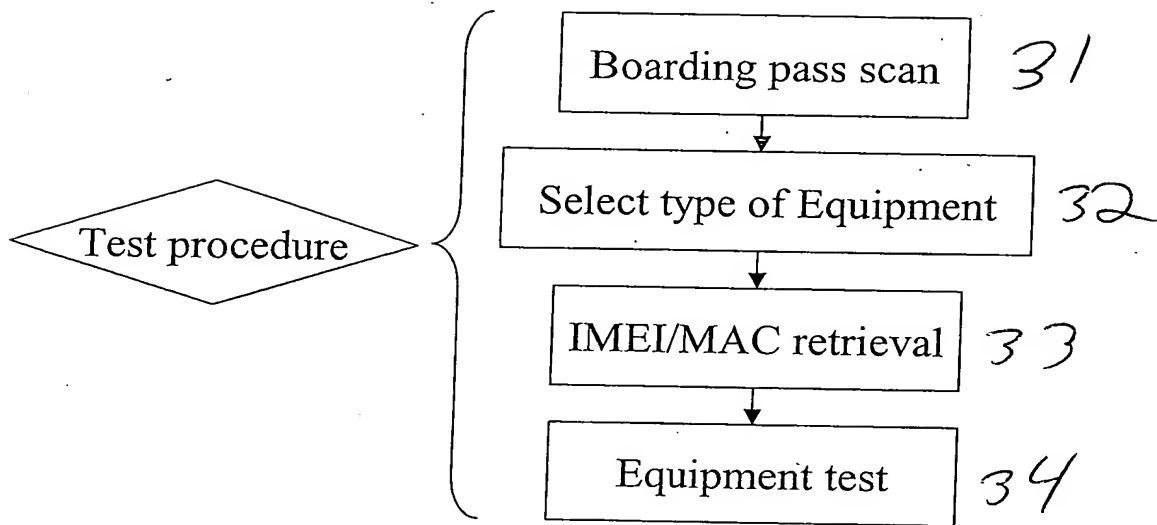 Boarding pass scan 31
Select type of Equipment 32
Test procedure
IMEI/MAC retrieval 33
Equipment test 34